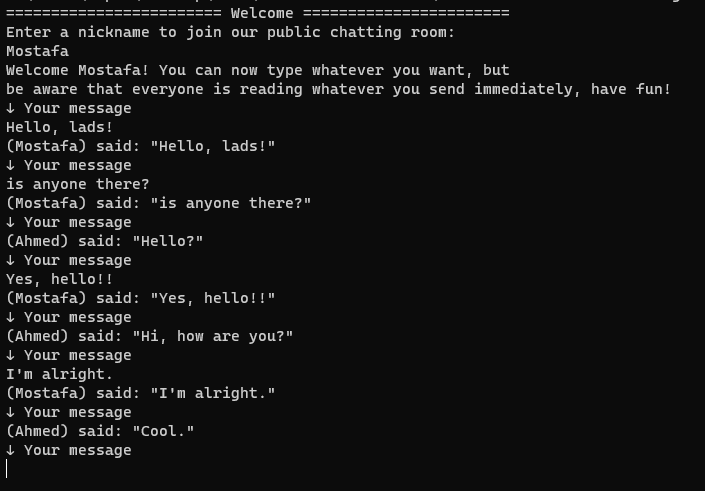 ======================== Welcome =======================
Enter a nickname to join our public chatting room:
Mostafa
Welcome Mostafa! You can now type whatever you want, but
be aware that everyone is reading whatever you send immediately, have fun!
↓ Your message
Hello, lads!
(Mostafa) said: "Hello, lads!"
↓ Your message
is anyone there?
(Mostafa) said: "is anyone there?"
↓ Your message
(Ahmed) said: "Hello?"
↓ Your message
Yes, hello!!
(Mostafa) said: "Yes, hello!!"
↓ Your message
(Ahmed) said: "Hi, how are you?"
↓ Your message
I'm alright.
(Mostafa) said: "I'm alright."
↓ Your message
(Ahmed) said: "Cool."
↓ Your message